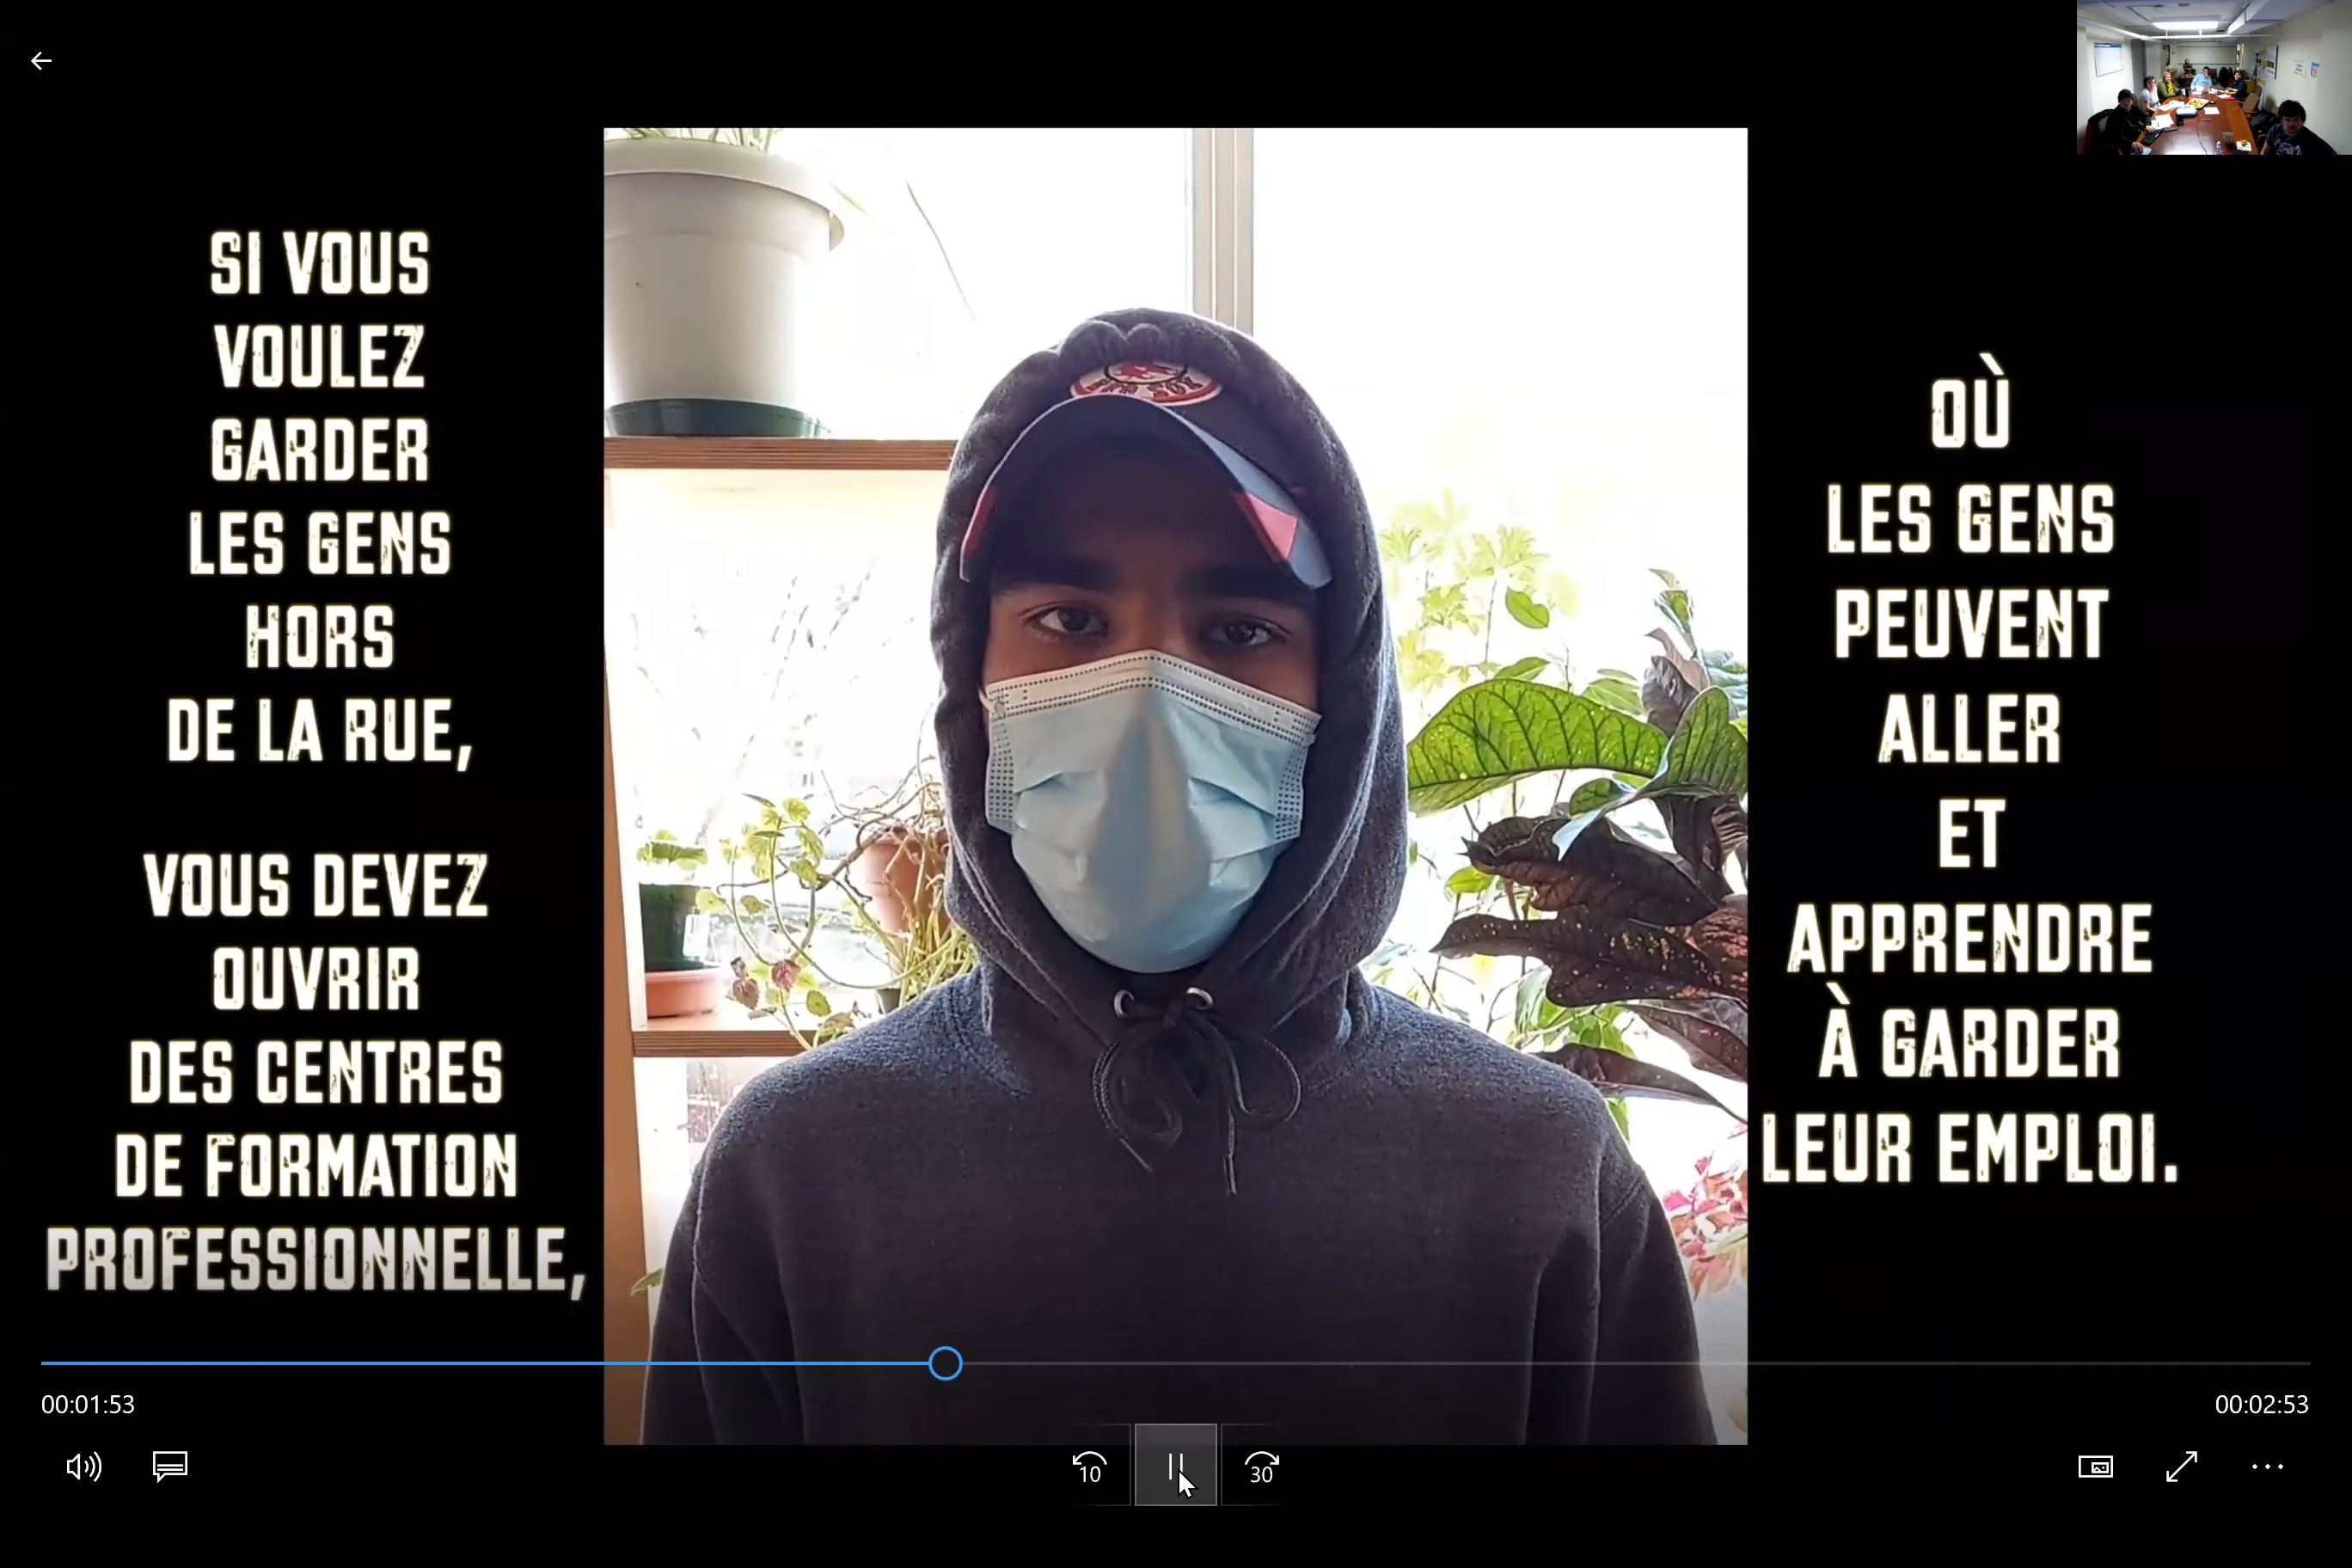 SI VOUS
VOULEZ
GARDER
LES GENS
HORS
DE LA RUE,
VOUS DEVEZ
OUVRIR
DES CENTRES
DE FORMATION
PROFESSIONNELLE,
OÙ
LES GENS
PEUVENT
ALLER
ET
APPRENDRE
À GARDER
LEUR EMPLOI.
00:01:53
00:02:53
10
30